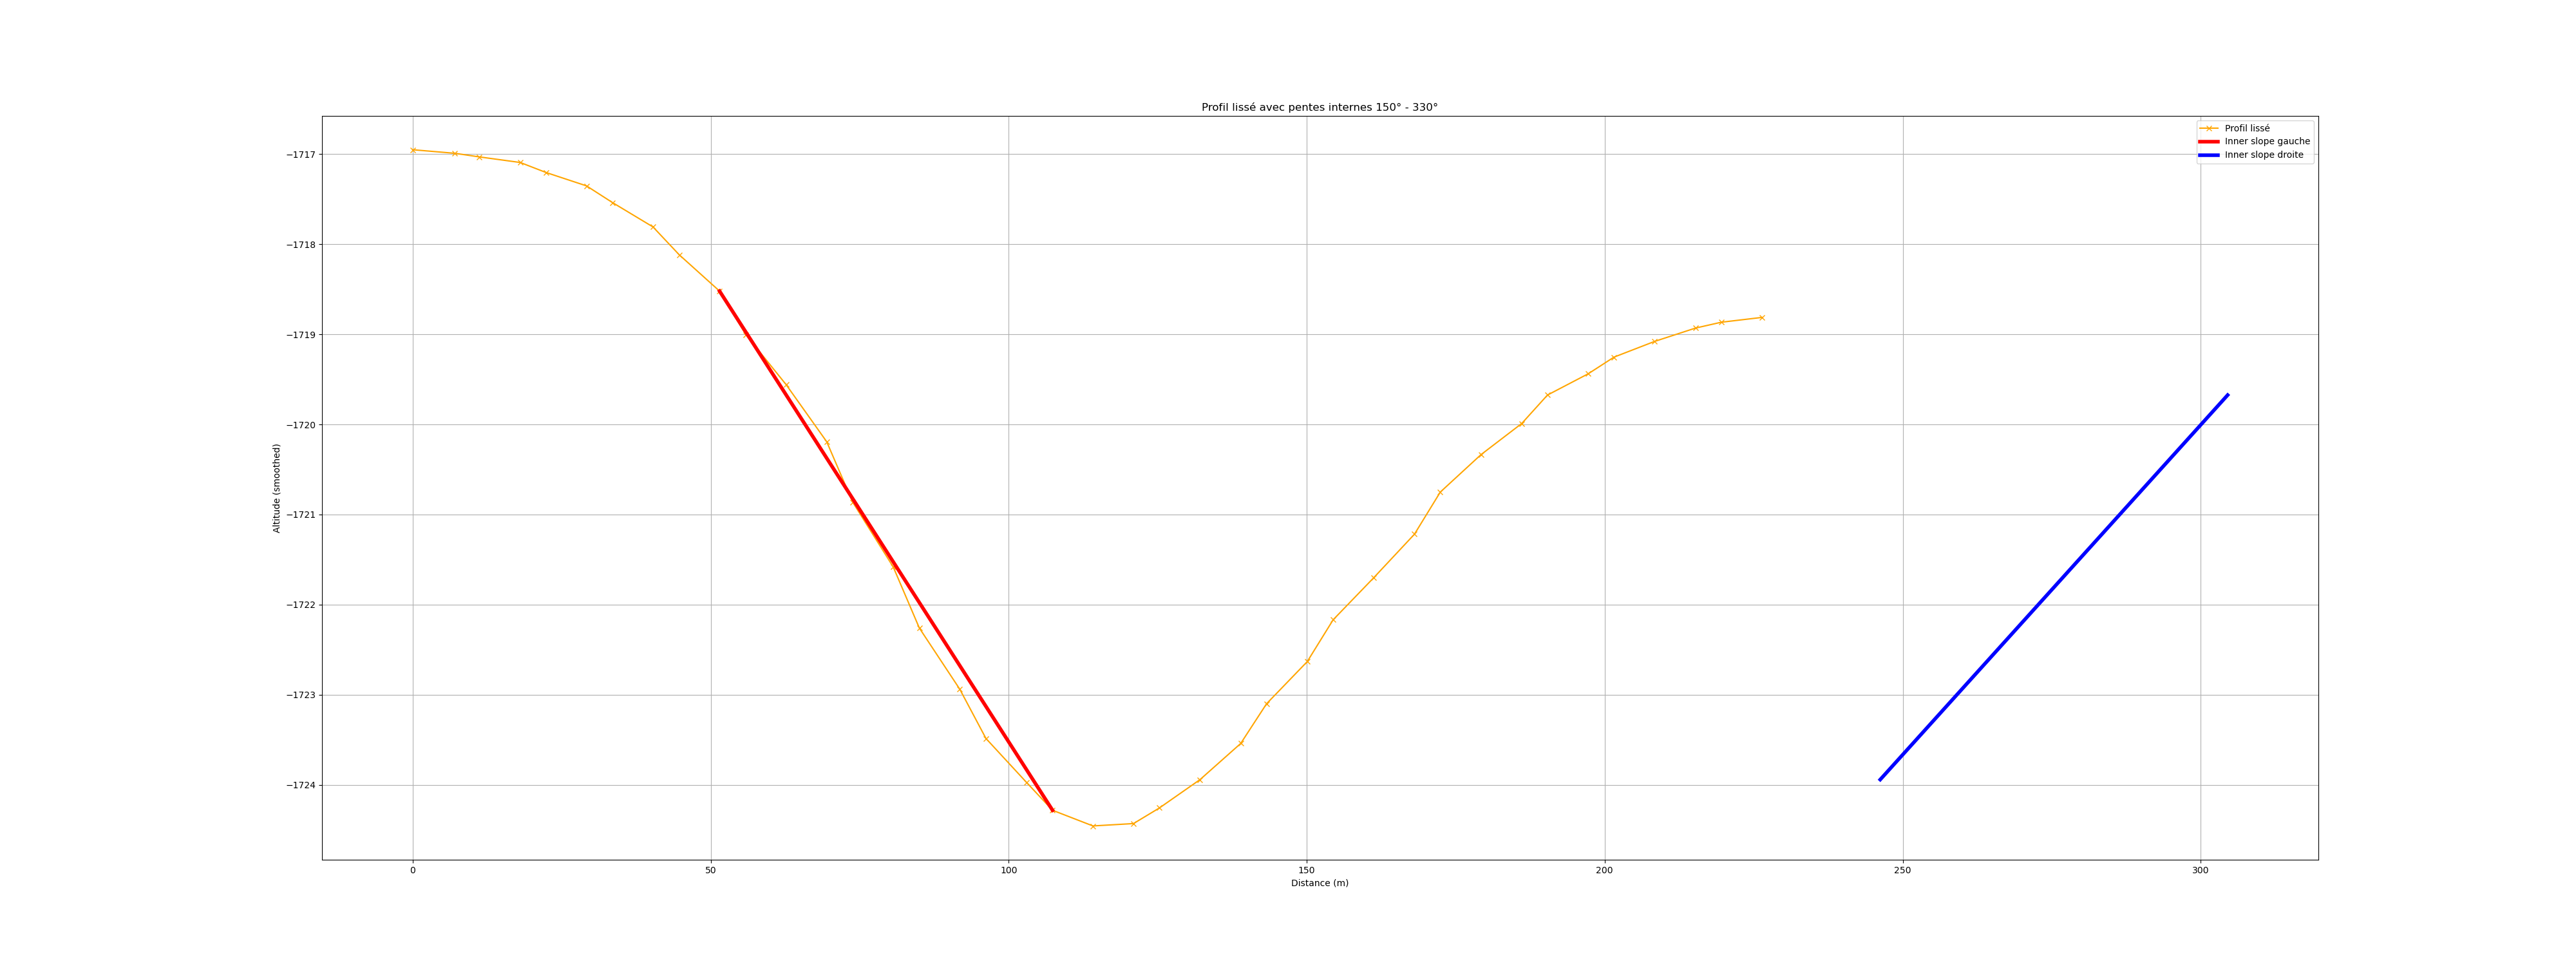 Profil lissé avec pentes internes 150° - 330°
Profil lissé
Inner slope gauche
Inner slope droite
−1717
−1718
−1719
−1720
−1721
−1722
−1723
−1724
Altitude (smoothed)
0
50
100
150
200
250
300
Distance (m)